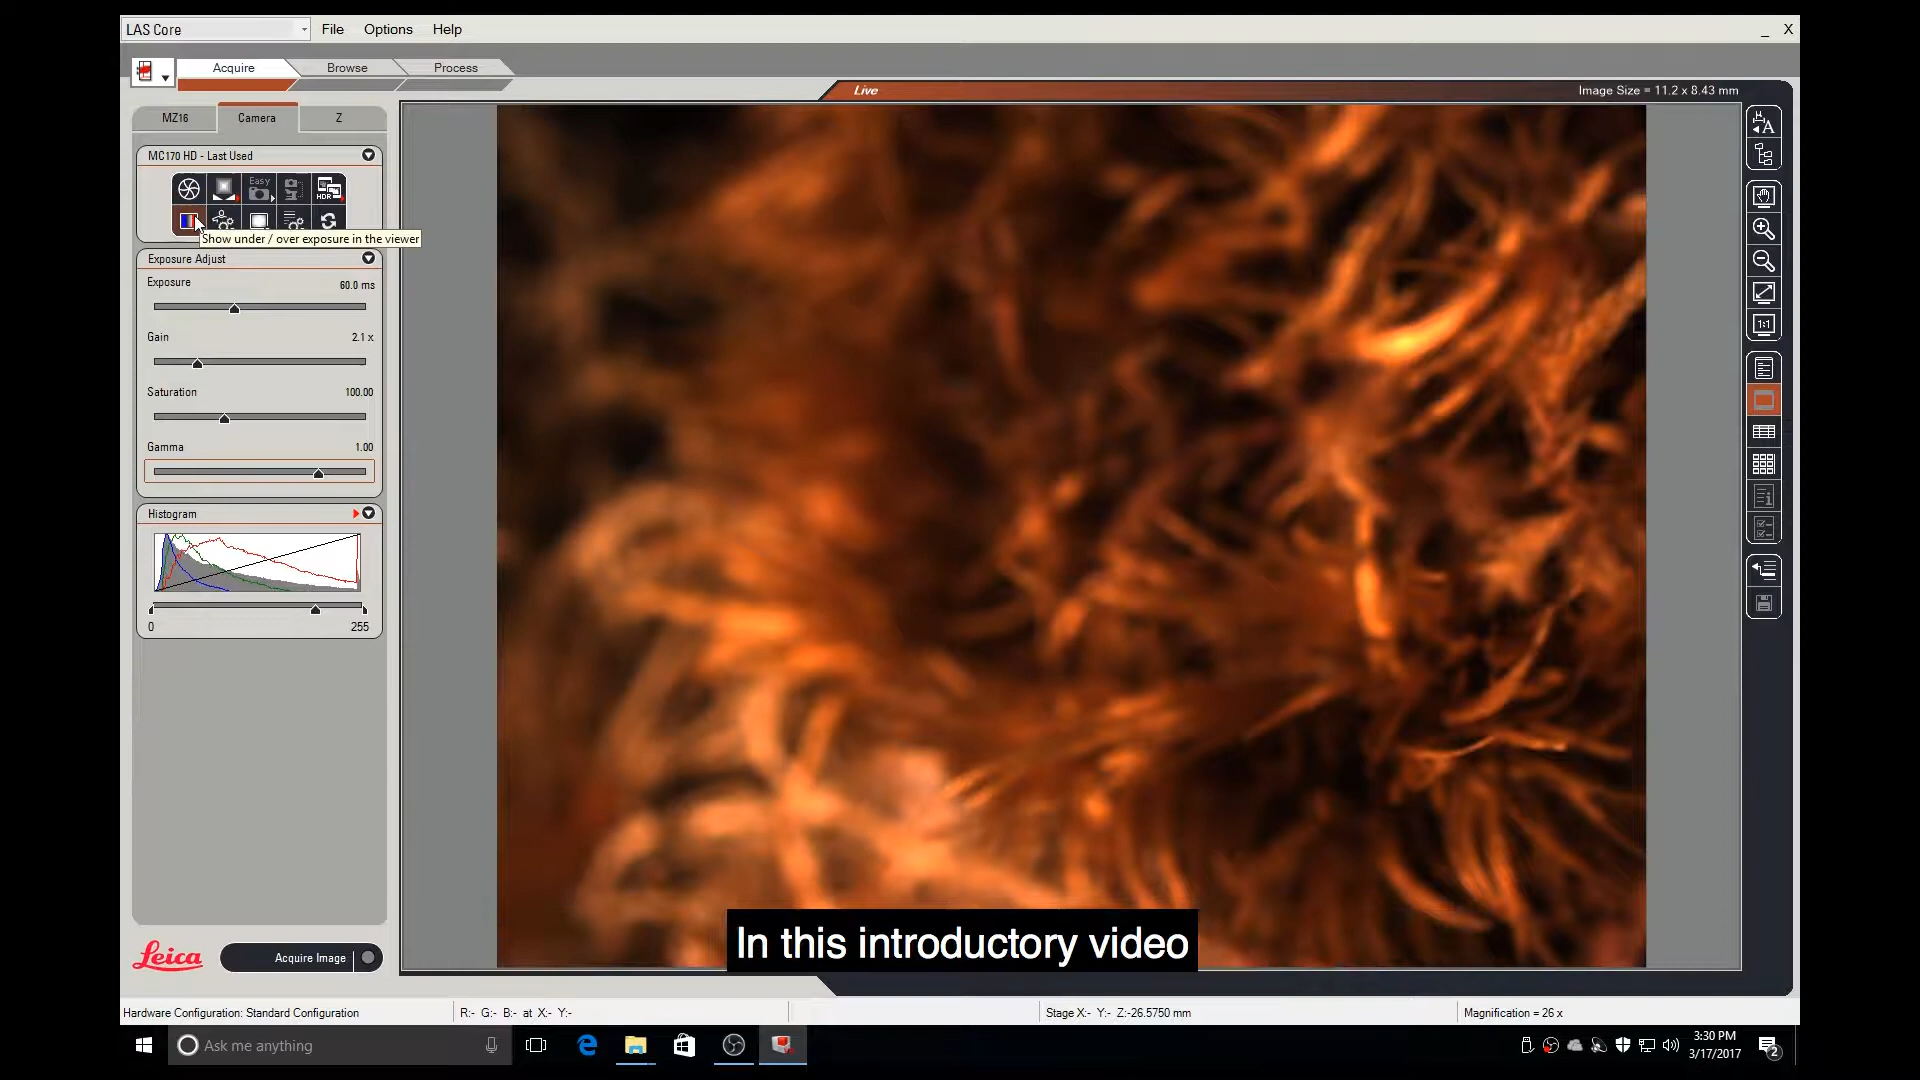 LAS Core
File Options Help
_ X
Acquire Browse Process
Live
Image Size = 11.2 x 8.43 mm
MZ16 Camera Z
MC170 HD - Last Used
Easy
HDR
Show under / over exposure in the viewer
Exposure Adjust
Exposure 60.0 ms
Gain 2.1 x
Saturation 100.00
Gamma 1.00
Histogram
0 255
A
1:1
Leica
Acquire Image
In this introductory video
Hardware Configuration: Standard Configuration
R:- G:- B:- at X:- Y:-
Stage X:- Y:- Z:-26.5750 mm
Magnification = 26 x
Ask me anything
3:30 PM
3/17/2017
2